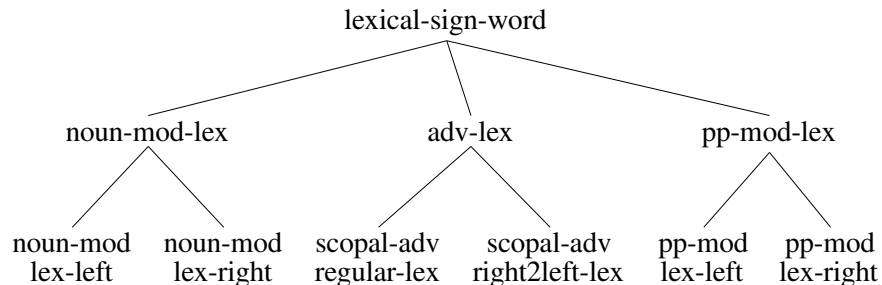 lexical-sign-word
noun-mod-lex adv-lex pp-mod-lex
noun-mod noun-mod scopal-adv scopal-adv pp-mod pp-mod
lex-left lex-right regular-lex right2left-lex lex-left lex-right